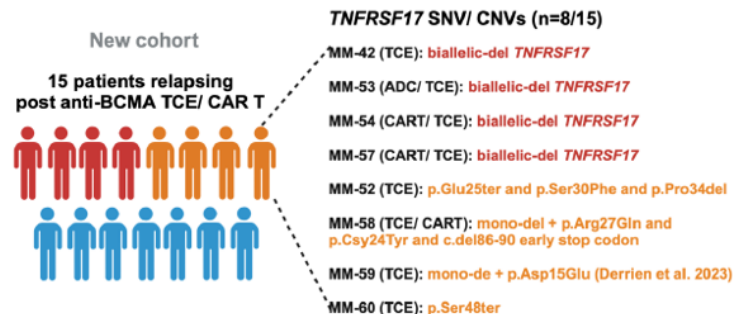 New cohort
15 patients relapsing
post anti-BCMA TCE/ CAR T
TNFRSF17 SNV/ CNVs (n=8/15)
MM-42 (TCE): biallelic-del TNFRSF17
MM-53 (ADC/ TCE): biallelic-del TNFRSF17
MM-54 (CART/ TCE): biallelic-del TNFRSF17
MM-57 (CART/ TCE): biallelic-del TNFRSF17
MM-52 (TCE): p.Glu25ter and p.Ser30Phe and p.Pro34del
MM-58 (TCE/ CART): mono-del + p.Arg27Gln and
p.Csy24Tyr and c.del86-90 early stop codon
MM-59 (TCE): mono-de + p.Asp15Glu (Derrien et al. 2023)
MM-60 (TCE): p.Ser48ter